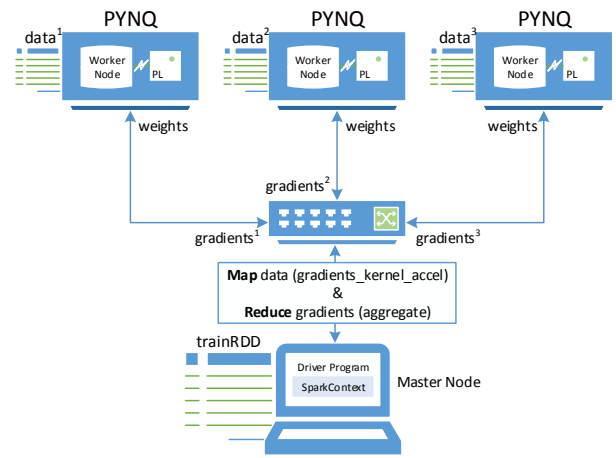 PYNQ PYNQ PYNQ
data1 data2 data3
Worker Node PL
Worker Node PL
Worker Node PL
weights weights weights
gradients2
gradients1 gradients3
Map data (gradients_kernel_accel)
&
Reduce gradients (aggregate)
trainRDD
Driver Program
SparkContext
Master Node